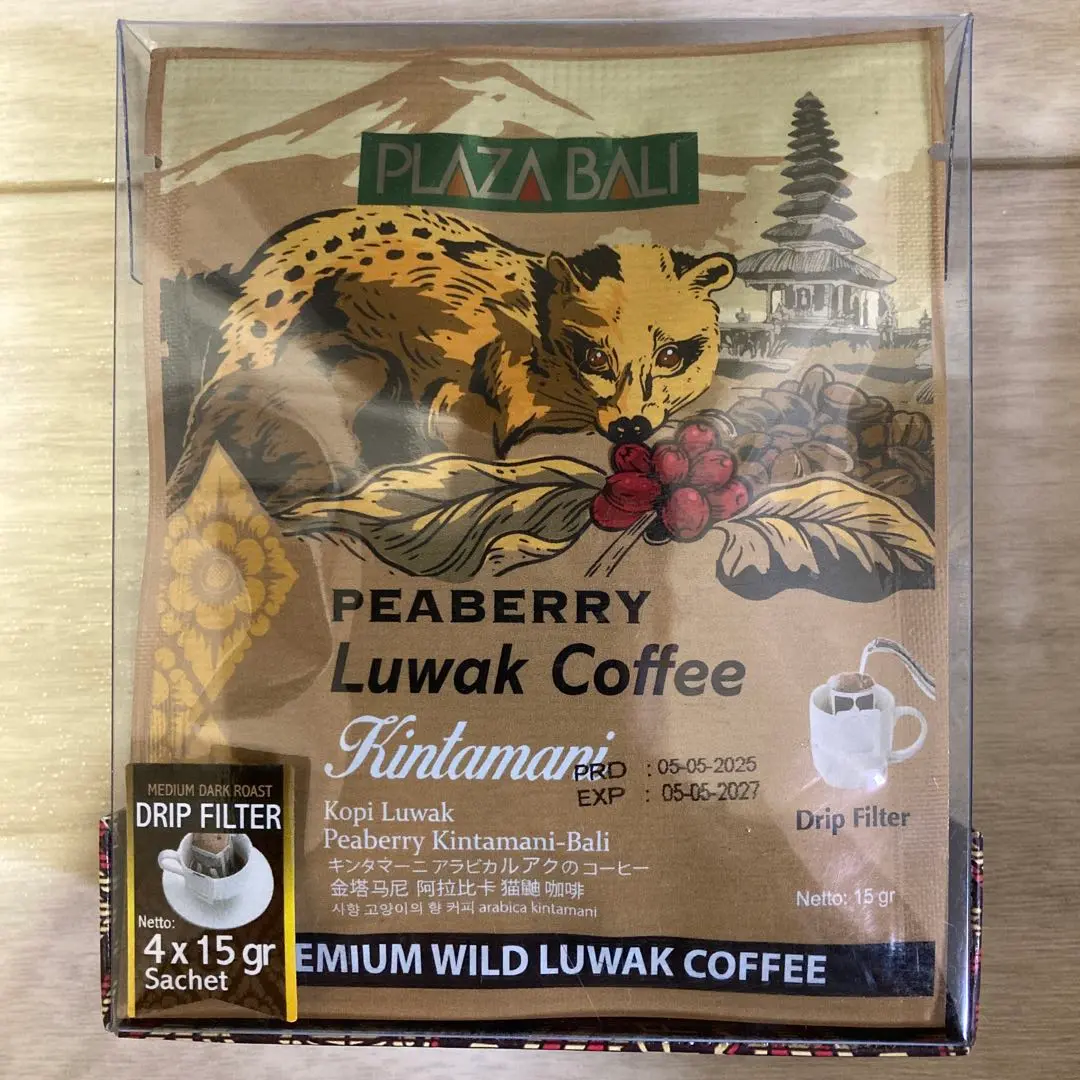 PLAZA BALI
PEABERRY
Luwak Coffee
Kintamani
PRD : 05-05-2025
EXP : 05-05-2027
Kopi Luwak
Peaberry Kintamani-Bali
キンタマーニ アラビカルアクの コーヒー
金塔马尼 阿拉比卡 猫鼬 咖啡
사향 고양이의 향 커피 arabica kintamani
Drip Filter
Netto: 15 gr
MEDIUM DARK ROAST
DRIP FILTER
Netto:
4 x 15 gr
Sachet
EMIUM WILD LUWAK COFFEE